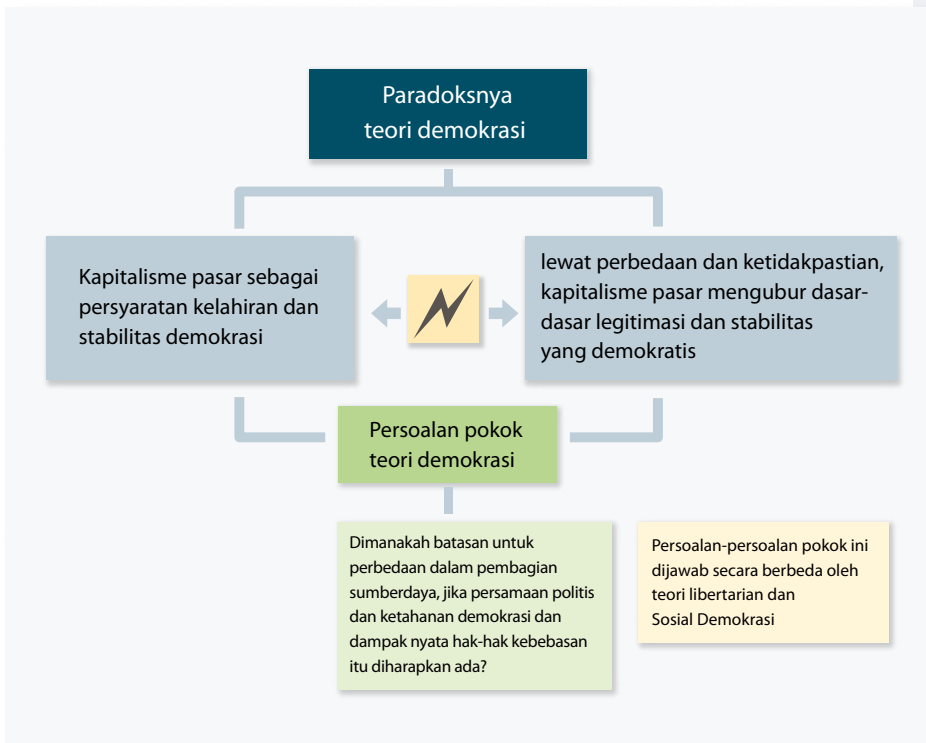 Paradoksnya
teori demokrasi
Kapitalisme pasar sebagai
persyaratan kelahiran dan
stabilitas demokrasi
lewat perbedaan dan ketidakpastian,
kapitalisme pasar mengubur dasar-
dasar legitimasi dan stabilitas
yang demokratis
Persoalan pokok
teori demokrasi
Dimanakah batasan untuk
perbedaan dalam pembagian
sumberdaya, jika persamaan politis
dan ketahanan demokrasi dan
dampak nyata hak-hak kebebasan
itu diharapkan ada?
Persoalan-persoalan pokok ini
dijawab secara berbeda oleh
teori libertarian dan
Sosial Demokrasi